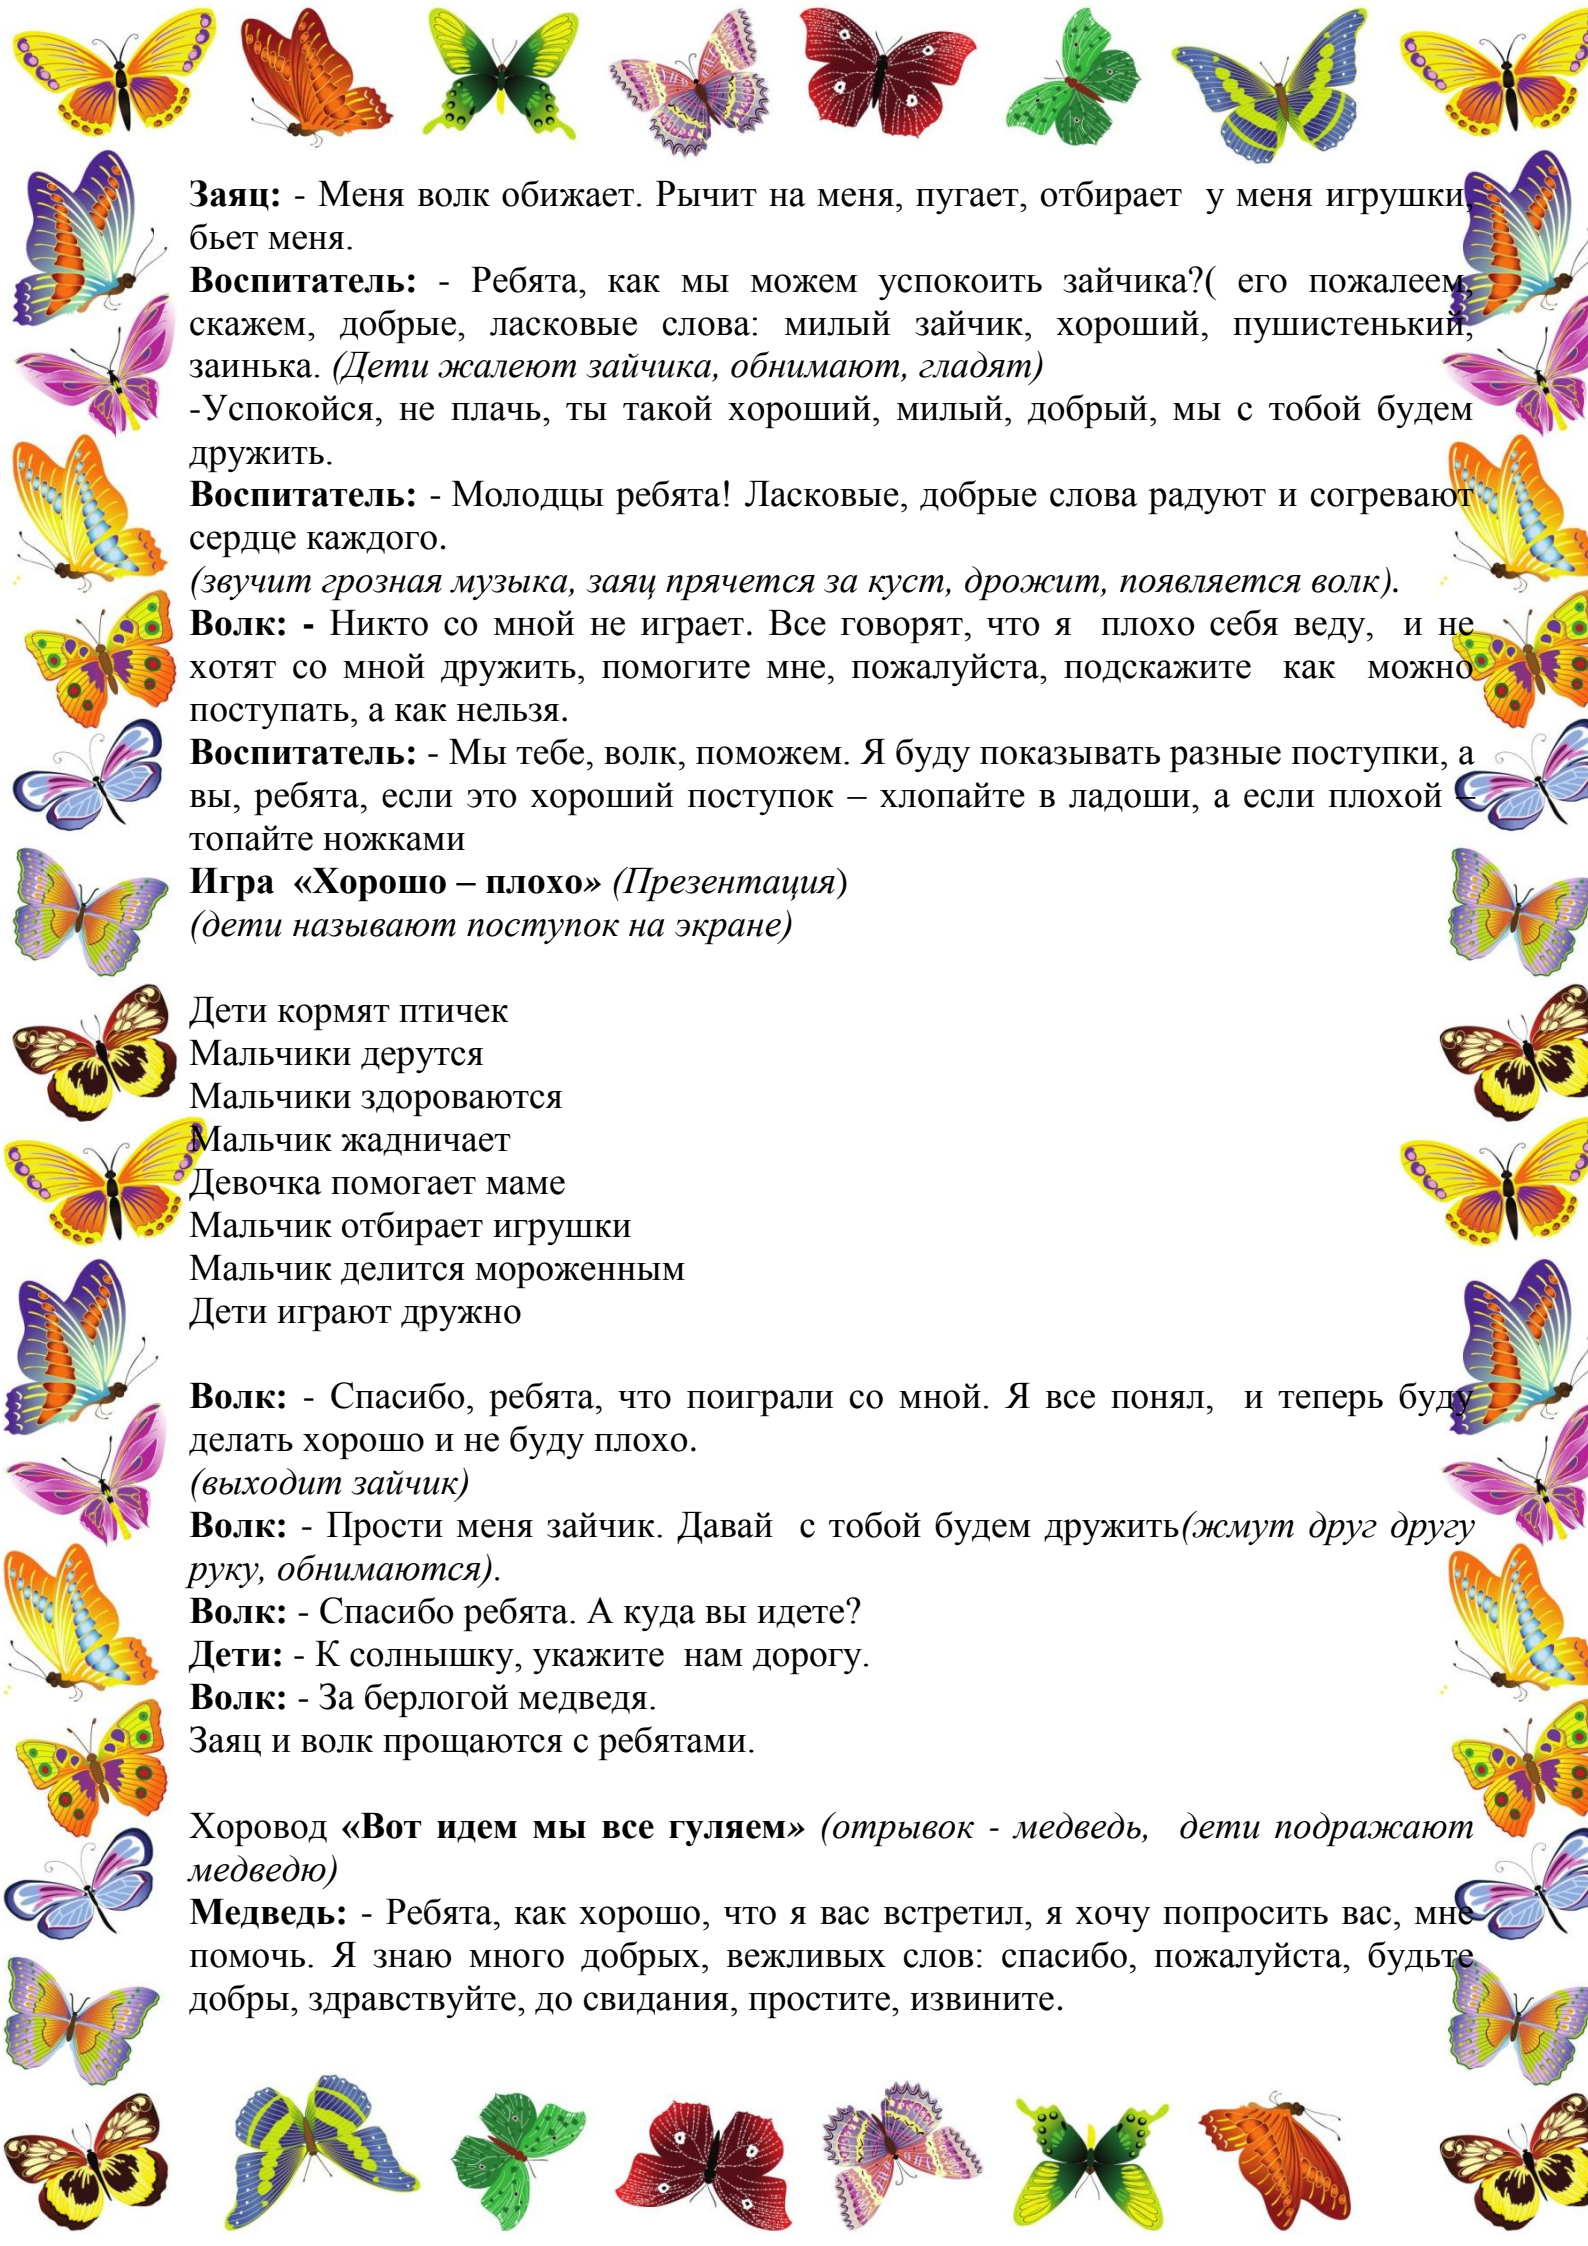 Заяц: - Меня волк обижает. Рычит на меня, пугает, отбирает  у меня игрушки,
бьет меня.
Воспитатель: - Ребята, как мы можем успокоить зайчика?( его пожалеем,
скажем, добрые, ласковые слова: милый зайчик, хороший, пушистенький,
заинька. (Дети жалеют зайчика, обнимают, гладят)
-Успокойся, не плачь, ты такой хороший, милый, добрый, мы с тобой будем
дружить.
Воспитатель: - Молодцы ребята! Ласковые, добрые слова радуют и согревают
сердце каждого.
(звучит грозная музыка, заяц прячется за куст, дрожит, появляется волк).
Волк: - Никто со мной не играет. Все говорят, что я  плохо себя веду,  и не
хотят со мной дружить, помогите мне, пожалуйста, подскажите  как  можно
поступать, а как нельзя.
Воспитатель: - Мы тебе, волк, поможем. Я буду показывать разные поступки, а
вы, ребята, если это хороший поступок – хлопайте в ладоши, а если плохой –
топайте ножками
Игра  «Хорошо – плохо» (Презентация)
(дети называют поступок на экране)
Дети кормят птичек
Мальчики дерутся
Мальчики здороваются
Мальчик жадничает
Девочка помогает маме
Мальчик отбирает игрушки
Мальчик делится мороженным
Дети играют дружно
Волк: - Спасибо, ребята, что поиграли со мной. Я все понял,  и теперь буду
делать хорошо и не буду плохо.
(выходит зайчик)
Волк: - Прости меня зайчик. Давай  с тобой будем дружить(жмут друг другу
руку, обнимаются).
Волк: - Спасибо ребята. А куда вы идете?
Дети: - К солнышку, укажите  нам дорогу.
Волк: - За берлогой медведя.
Заяц и волк прощаются с ребятами.
Хоровод «Вот идем мы все гуляем» (отрывок - медведь,  дети подражают
медведю)
Медведь: - Ребята, как хорошо, что я вас встретил, я хочу попросить вас, мне
помочь. Я знаю много добрых, вежливых слов: спасибо, пожалуйста, будьте
добры, здравствуйте, до свидания, простите, извините.